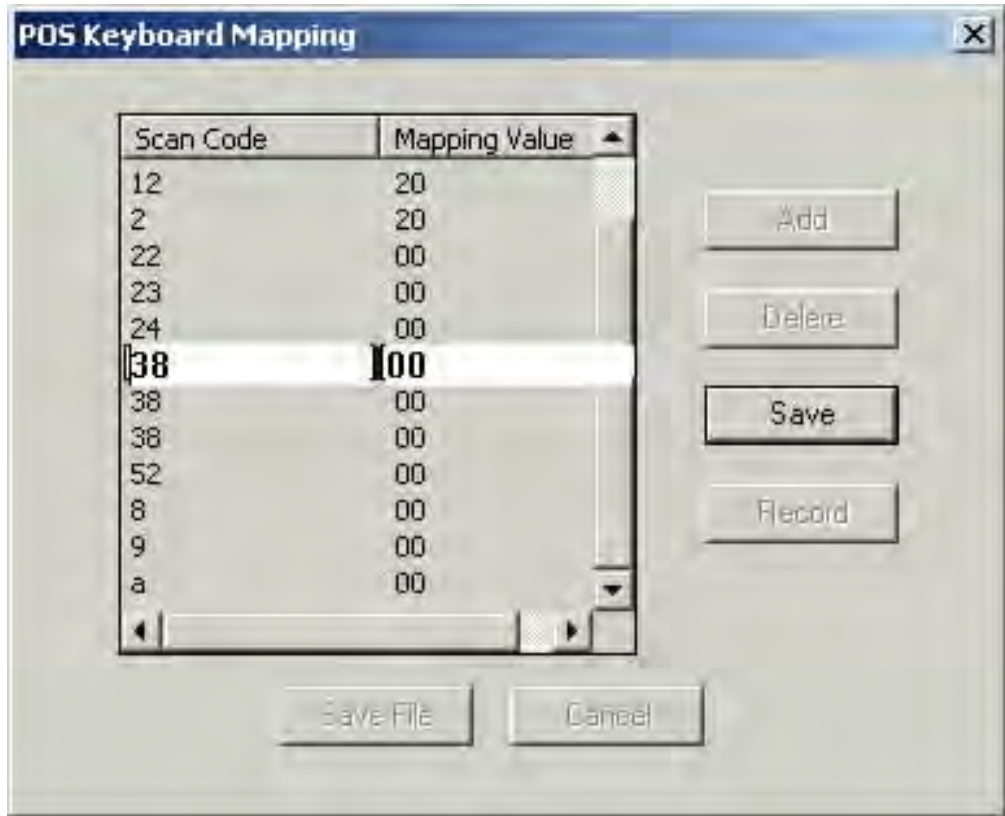 POS Keyboard Mapping
Scan Code Mapping Value
12 20
2 20
22 00
23 00
24 00
38 00
38 00
38 00
52 00
8 00
9 00
a 00
Add
Delete
Save
Record
Save File Cancel